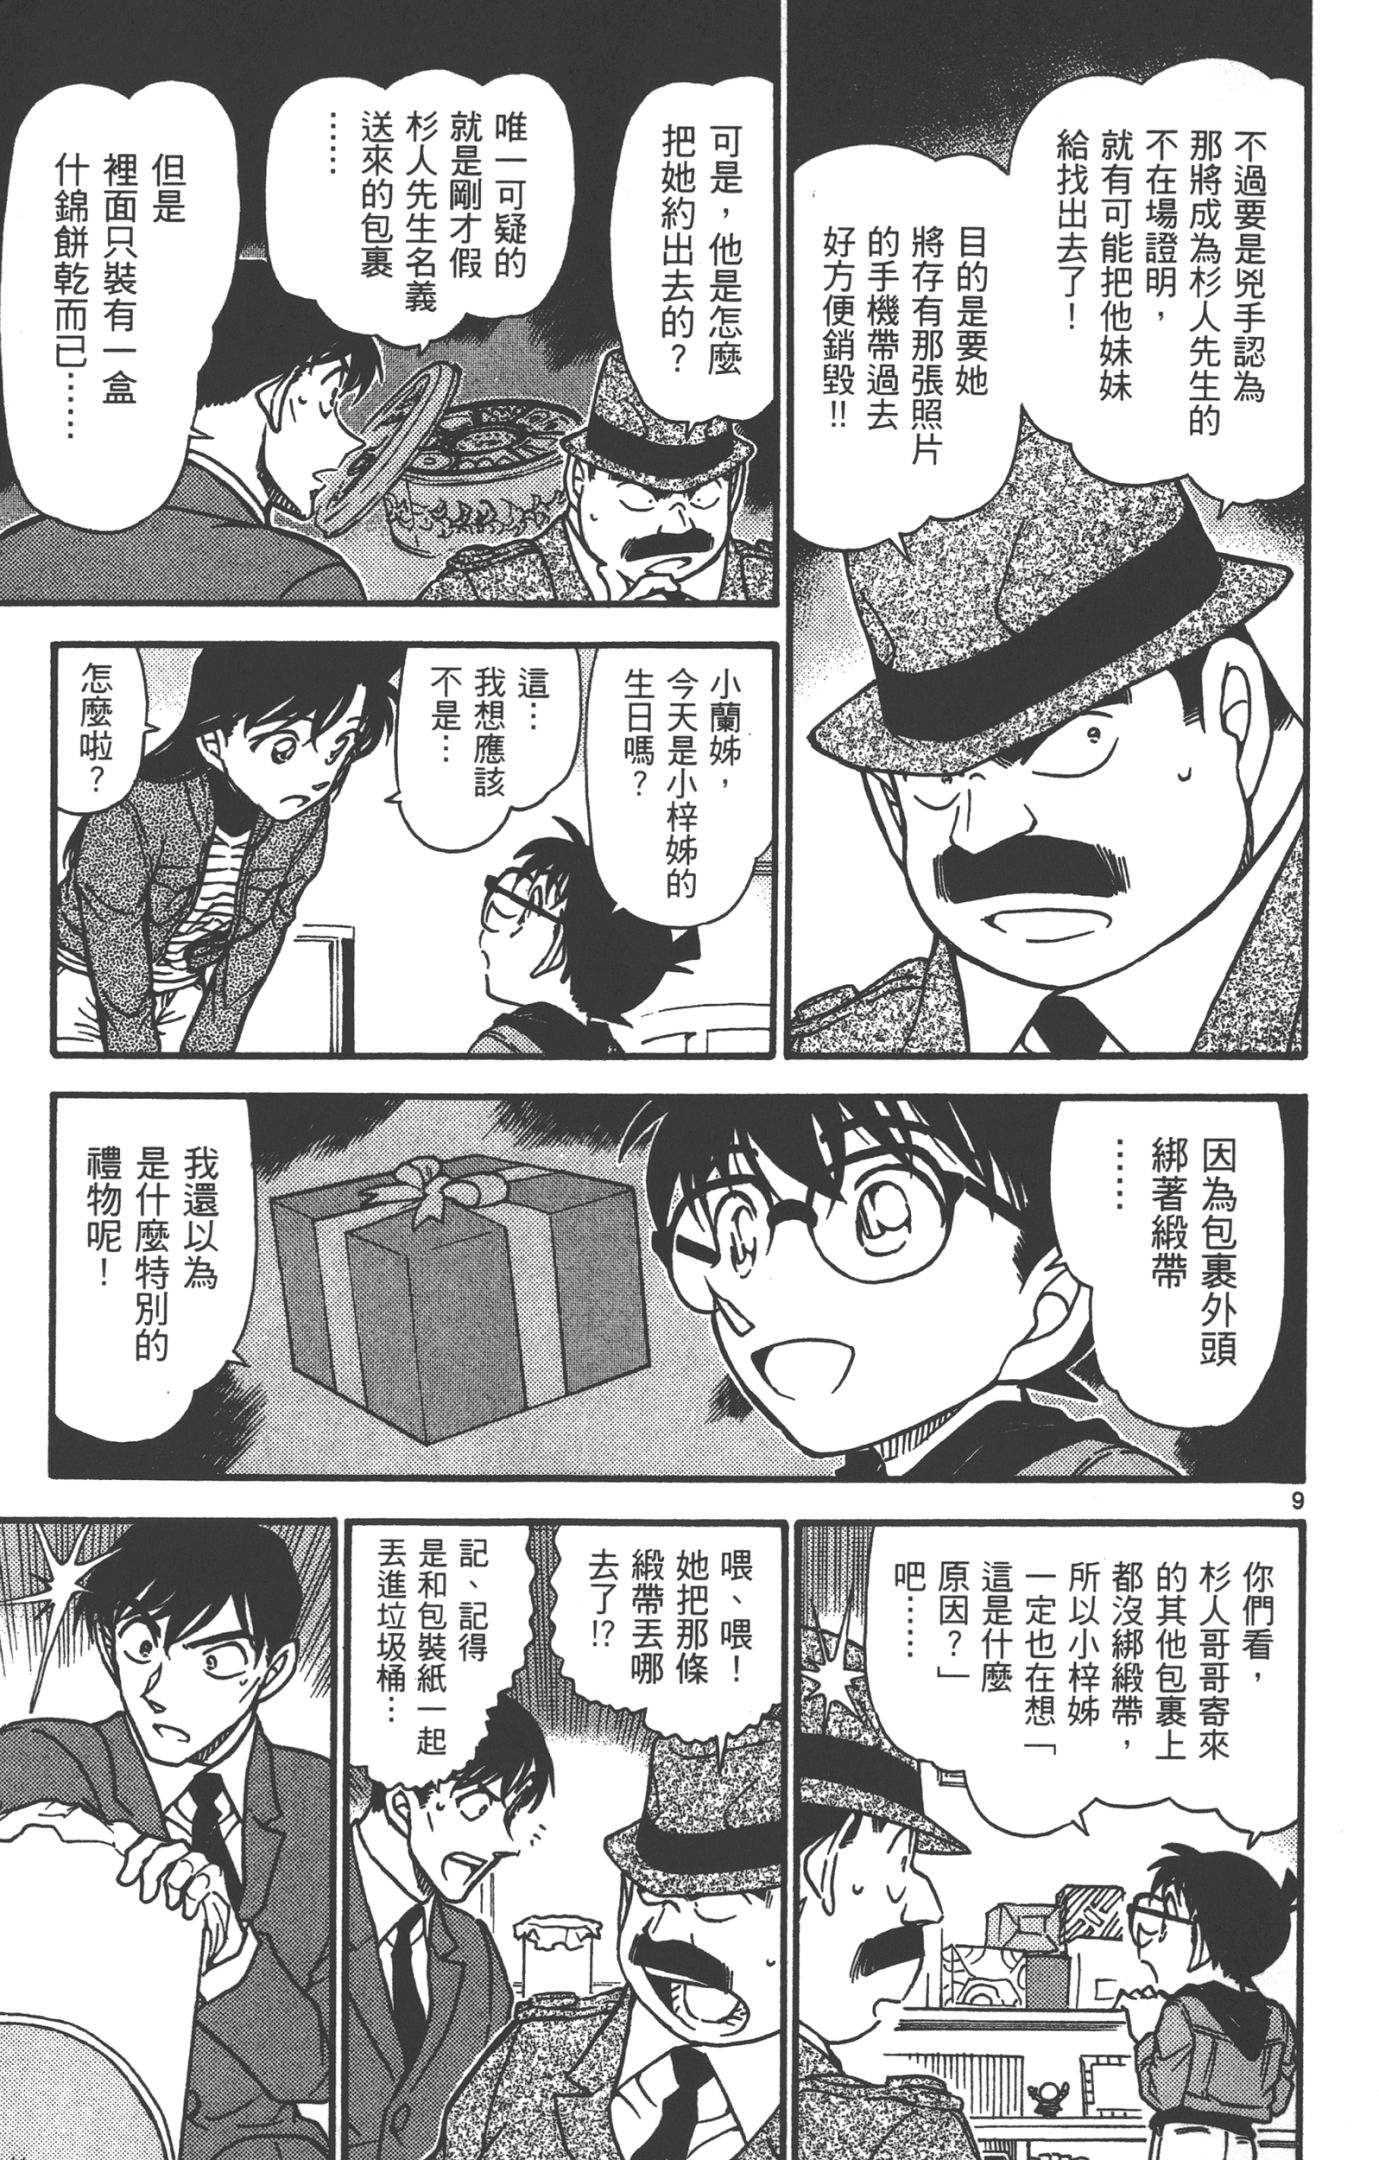 不過要是兇手認為
那將成為杉人先生的
不在場證明，
就有可能把他妹妹
給找出去了！
目的是要她
將存有那張照片
的手機帶過去
好方便銷毀!!
可是，他是怎麼
把她約出去的？
唯一可疑的
就是剛才假
杉人先生名義
送來的包裹
……
但是
裡面只裝有一盒
什錦餅乾而已……
小蘭姊，
今天是小梓姊的
生日嗎？
這…
我想應該
不是…
怎麼啦？
因為包裹外頭
綁著緞帶
……
我還以為
是什麼特別的
禮物呢！
9
你們看，
杉人哥哥寄來
的其他包裹上
都沒綁緞帶，
所以小梓姊
一定也在想「
這是什麼
原因？」
吧……
喂、喂！
她把那條
緞帶丟哪
去了!?
記、記得
是和包裝紙一起
丟進垃圾桶…